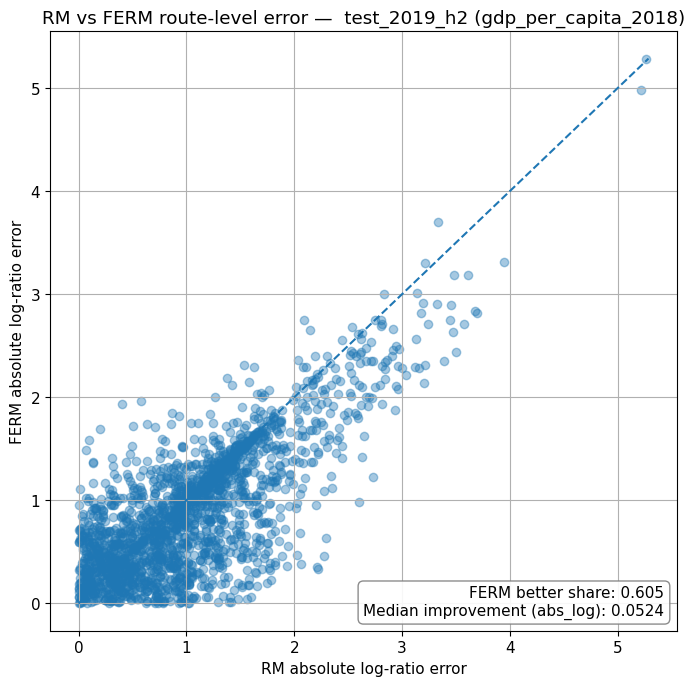 RM vs FERM route-level error —  test_2019_h2 (gdp_per_capita_2018)
FERM absolute log-ratio error
5
4
3
2
1
0
FERM better share: 0.605
Median improvement (abs_log): 0.0524
0 1 2 3 4 5
RM absolute log-ratio error